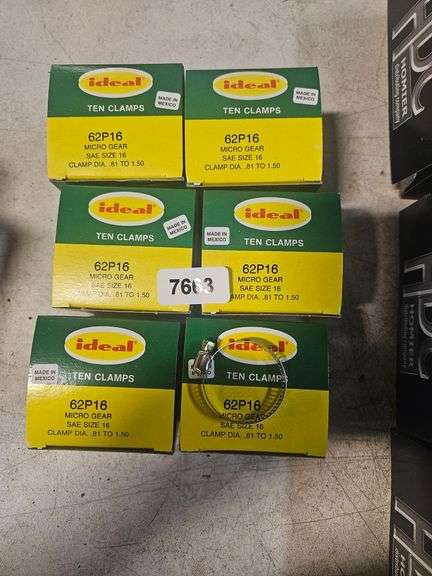 ideal
MADE IN
MEXICO
TEN CLAMPS
62P16
MICRO GEAR
SAE SIZE 16
CLAMP DIA. .81 TO 1.50
ideal
MADE IN
MEXICO
TEN CLAMPS
62P16
MICRO GEAR
SAE SIZE 16
CLAMP DIA. .81 TO 1.50
ideal
MADE IN
MEXICO
TEN CLAMPS
62P16
MICRO GEAR
SAE SIZE 16
CLAMP DIA. .81 TO 1.50
7663
ideal
MADE IN
MEXICO
TEN CLAMPS
62P16
MICRO GEAR
SAE SIZE 16
CLAMP DIA. .81 TO 1.50
ideal
MADE IN
MEXICO
TEN CLAMPS
62P16
MICRO GEAR
SAE SIZE 16
CLAMP DIA. .81 TO 1.50
ideal
TEN CLAMPS
62P16
MICRO GEAR
SAE SIZE 16
CLAMP DIA. .81 TO 1.50
HOMIER
HOMIER